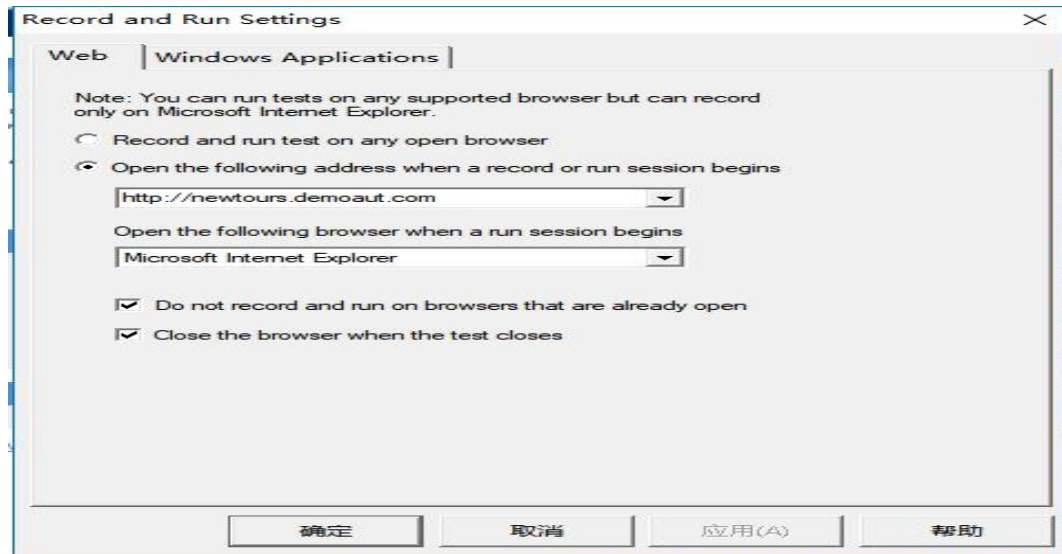 Record and Run Settings
Web
Windows Applications
Note: You can run tests on any supported browser but can record
only on Microsoft Internet Explorer.
Record and run test on any open browser
Open the following address when a record or run session begins
http://newtours.demoaut.com
Open the following browser when a run session begins
Microsoft Internet Explorer
Do not record and run on browsers that are already open
Close the browser when the test closes
确定
取消
应用(A)
帮助